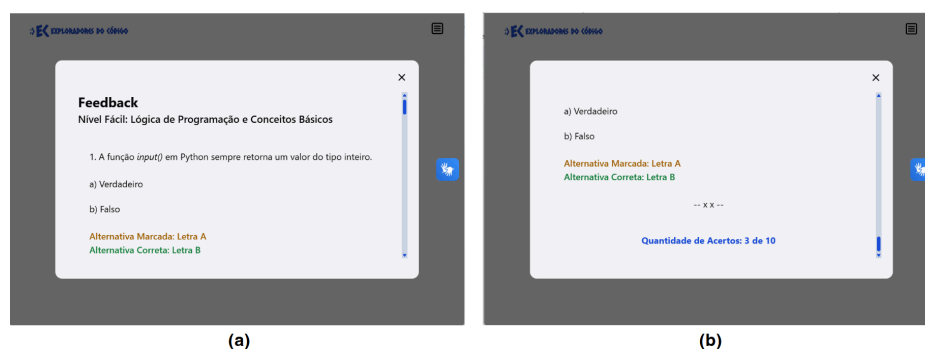 EK EXPLORADORES DO CÓDIGO
Feedback
Nível Fácil: Lógica de Programação e Conceitos Básicos
1. A função input() em Python sempre retorna um valor do tipo inteiro.
a) Verdadeiro
b) Falso
Alternativa Marcada: Letra A
Alternativa Correta: Letra B
(a)
EK EXPLORADORES DO CÓDIGO
a) Verdadeiro
b) Falso
Alternativa Marcada: Letra A
Alternativa Correta: Letra B
-- x x --
Quantidade de Acertos: 3 de 10
(b)